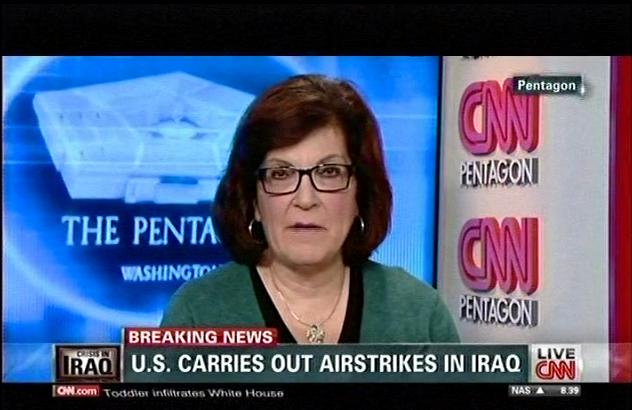 Pentagon
CNN
PENTAGON
CNN
PENTAGON
THE PENTA
WASHINGTON
BREAKING NEWS
CRISIS IN
IRAQ
U.S. CARRIES OUT AIRSTRIKES IN IRAQ
LIVE
CNN
CNN.com Toddler infiltrates White House
NAS ▲ 8.39